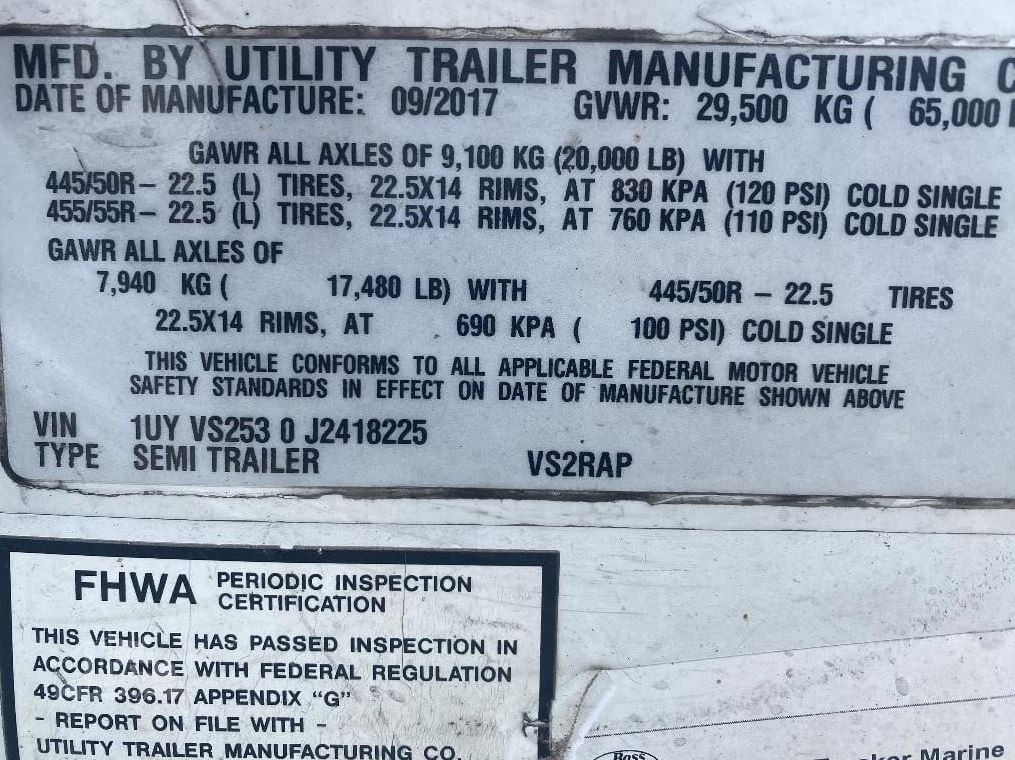 MFD. BY UTILITY TRAILER MANUFACTURING
DATE OF MANUFACTURE: 09/2017 GVWR: 29,500 KG ( 65,000
GAWR ALL AXLES OF 9,100 KG (20,000 LB) WITH
445/50R- 22.5 (L) TIRES, 22.5X14 RIMS, AT 830 KPA (120 PSI) COLD SINGLE
455/55R- 22.5 (L) TIRES, 22.5X14 RIMS, AT 760 KPA (110 PSI) COLD SINGLE
GAWR ALL AXLES OF
7,940 KG ( 17,480 LB) WITH 445/50R - 22.5 TIRES
22.5X14 RIMS, AT 690 KPA ( 100 PSI) COLD SINGLE
THIS VEHICLE CONFORMS TO ALL APPLICABLE FEDERAL MOTOR VEHICLE
SAFETY STANDARDS IN EFFECT ON DATE OF MANUFACTURE SHOWN ABOVE
VIN 1UY VS253 0 J2418225
TYPE SEMI TRAILER VS2RAP
FHWA PERIODIC INSPECTION
CERTIFICATION
THIS VEHICLE HAS PASSED INSPECTION IN
ACCORDANCE WITH FEDERAL REGULATION
49CFR 396.17 APPENDIX "G"
- REPORT ON FILE WITH -
UTILITY TRAILER MANUFACTURING CO.
Ross
Marine